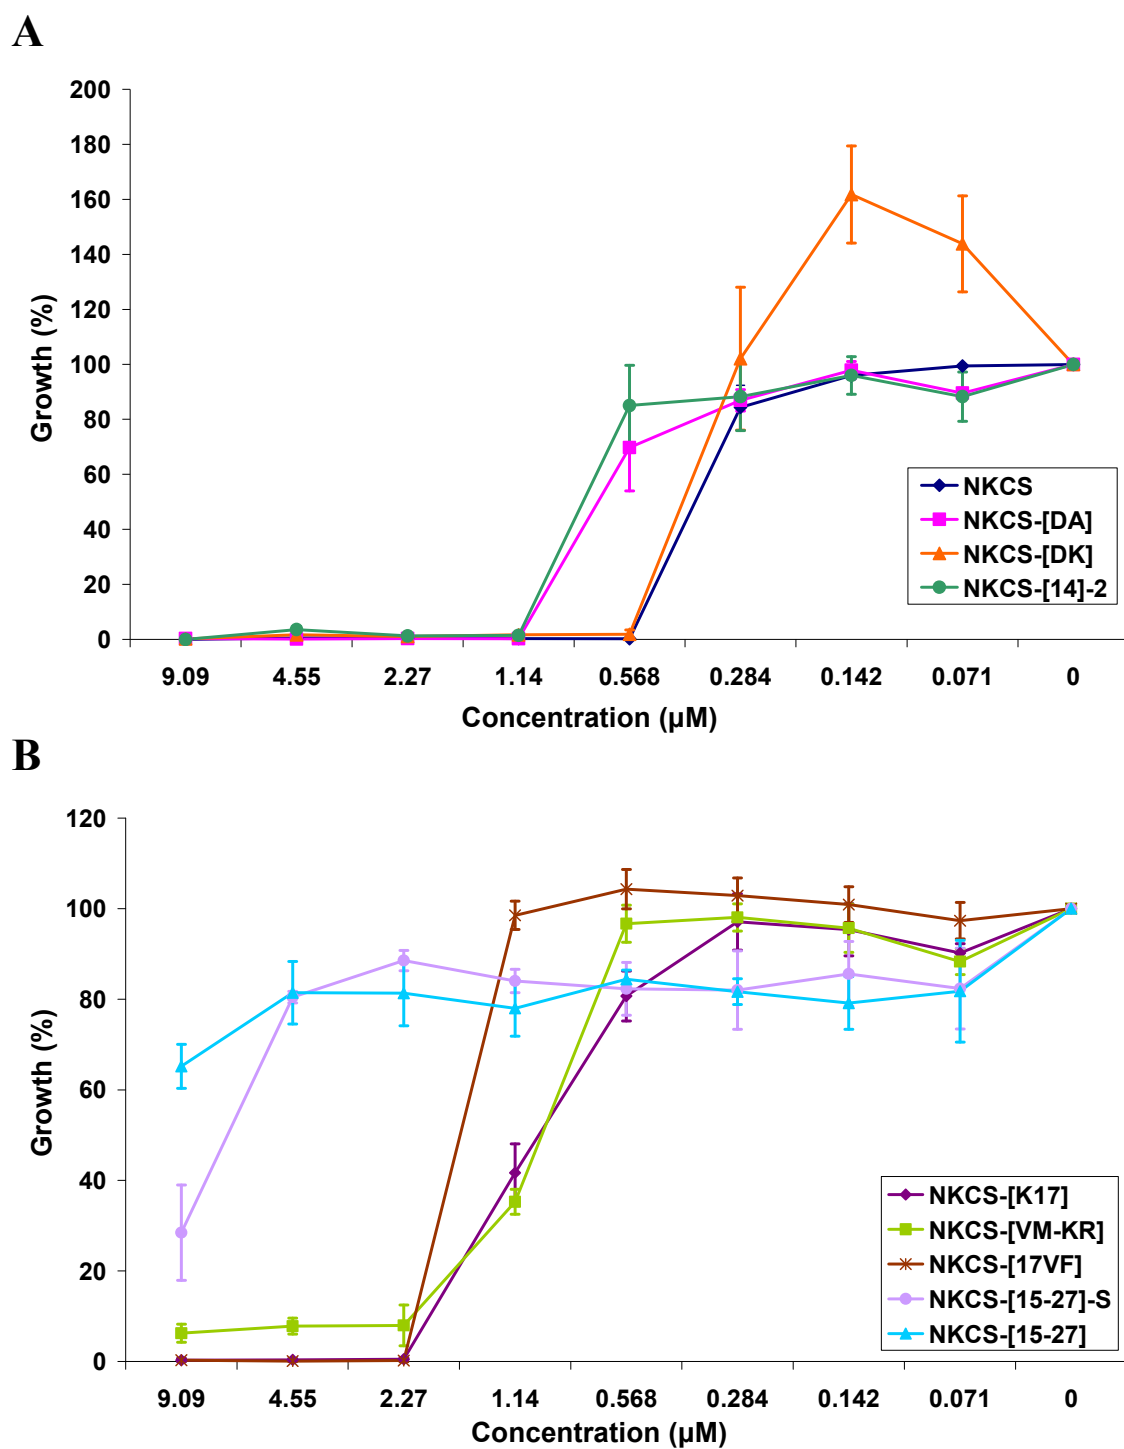 A
200
180
160
140
120
100
80
60
40
20
0
Growth (%)
NKCS
NKCS-[DA]
NKCS-[DK]
NKCS-[14]-2
9.09 4.55 2.27 1.14 0.568 0.284 0.142 0.071 0
Concentration (µM)
B
120
100
80
60
40
20
0
Growth (%)
NKCS-[K17]
NKCS-[VM-KR]
NKCS-[17VF]
NKCS-[15-27]-S
NKCS-[15-27]
9.09 4.55 2.27 1.14 0.568 0.284 0.142 0.071 0
Concentration (µM)